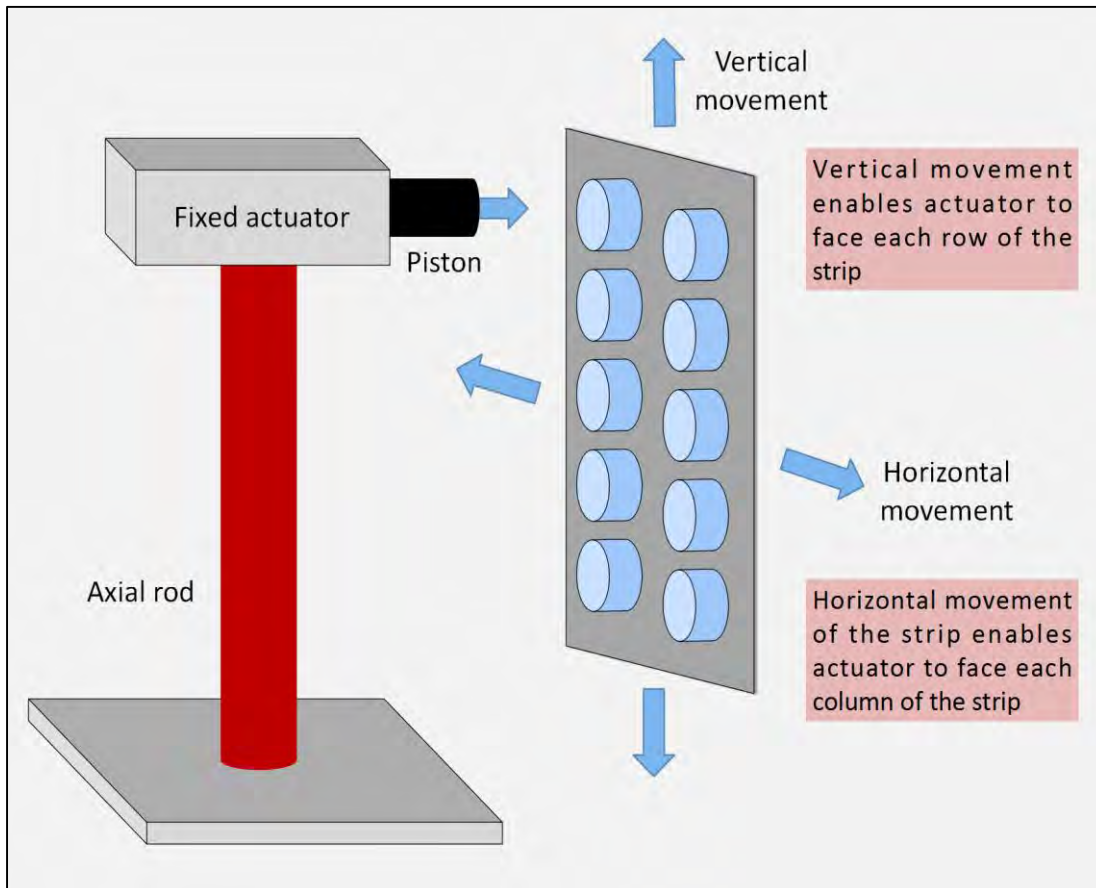 Vertical
movement
Vertical movement
enables actuator to
face each row of the
strip
Fixed actuator
Piston
Horizontal
movement
Axial rod
Horizontal movement
of the strip enables
actuator to face each
column of the strip